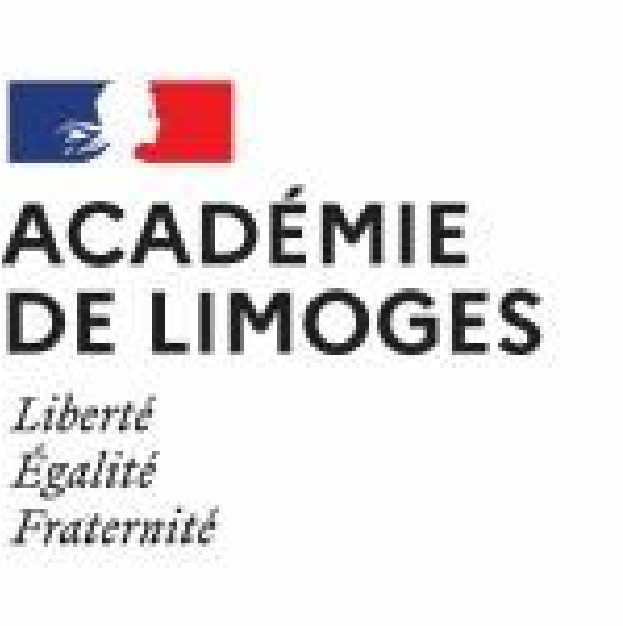 ACADÉMIE
DE LIMOGES
Liberté
Égalité
Fraternité